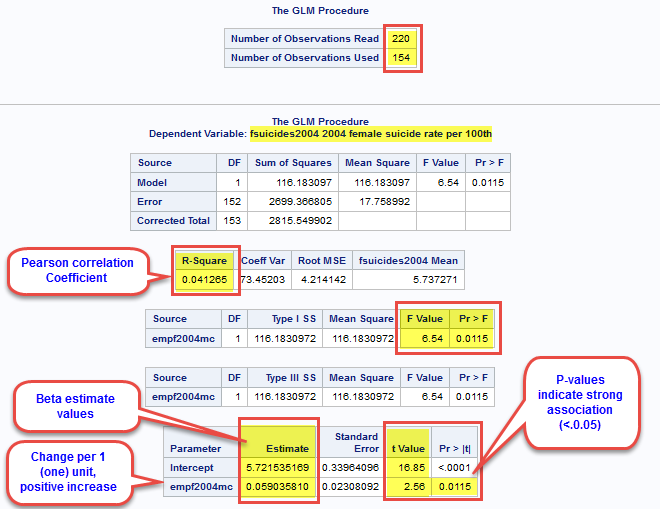 The GLM Procedure
Number of Observations Read 220
Number of Observations Used 154
The GLM Procedure
Dependent Variable: fsuicides2004 2004 female suicide rate per 100th
Source DF Sum of Squares Mean Square F Value Pr > F
Model 1 116.183097 116.183097 6.54 0.0115
Error 152 2699.366805 17.758992
Corrected Total 153 2815.549902
Pearson correlation
Coefficient
R-Square Coeff Var Root MSE fsuicides2004 Mean
0.041265 73.45203 4.214142 5.737271
Source DF Type I SS Mean Square F Value Pr > F
empf2004mc 1 116.1830972 116.1830972 6.54 0.0115
Source DF Type III SS Mean Square F Value Pr > F
empf2004mc 1 116.1830972 116.1830972 6.54 0.0115
Beta estimate
values
P-values
indicate strong
association
(<.0.05)
Change per 1
(one) unit,
positive increase
Parameter Estimate Standard Error t Value Pr > |t|
Intercept 5.721535169 0.33964096 16.85 <.0001
empf2004mc 0.059035810 0.02308092 2.56 0.0115